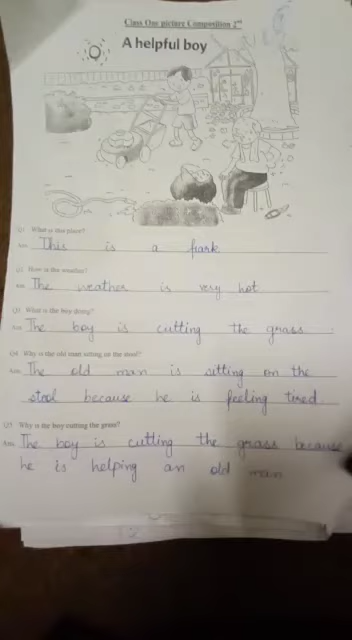 Class One picture Composition 2nd
A helpful boy
Q1 What is this place?
Ans This is a park
Q2 How is the weather?
Ans The weather is very hot
Q3 What is the boy doing?
Ans The boy is cutting the grass.
Q4 Why is the old man sitting on the stool?
Ans The old man is sitting on the
stool because he is feeling tired.
Q5 Why is the boy cutting the grass?
Ans The boy is cutting the grass because
he is helping an old man